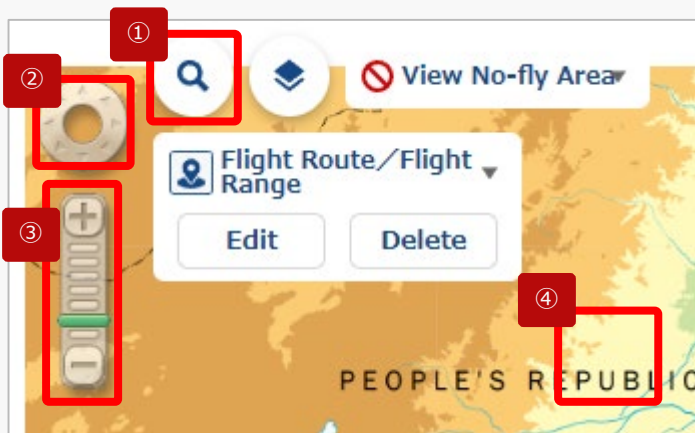 ①
②
View No-fly Area
Flight Route／Flight
Range
③
Edit Delete
④
PEOPLE'S REPUBLIC